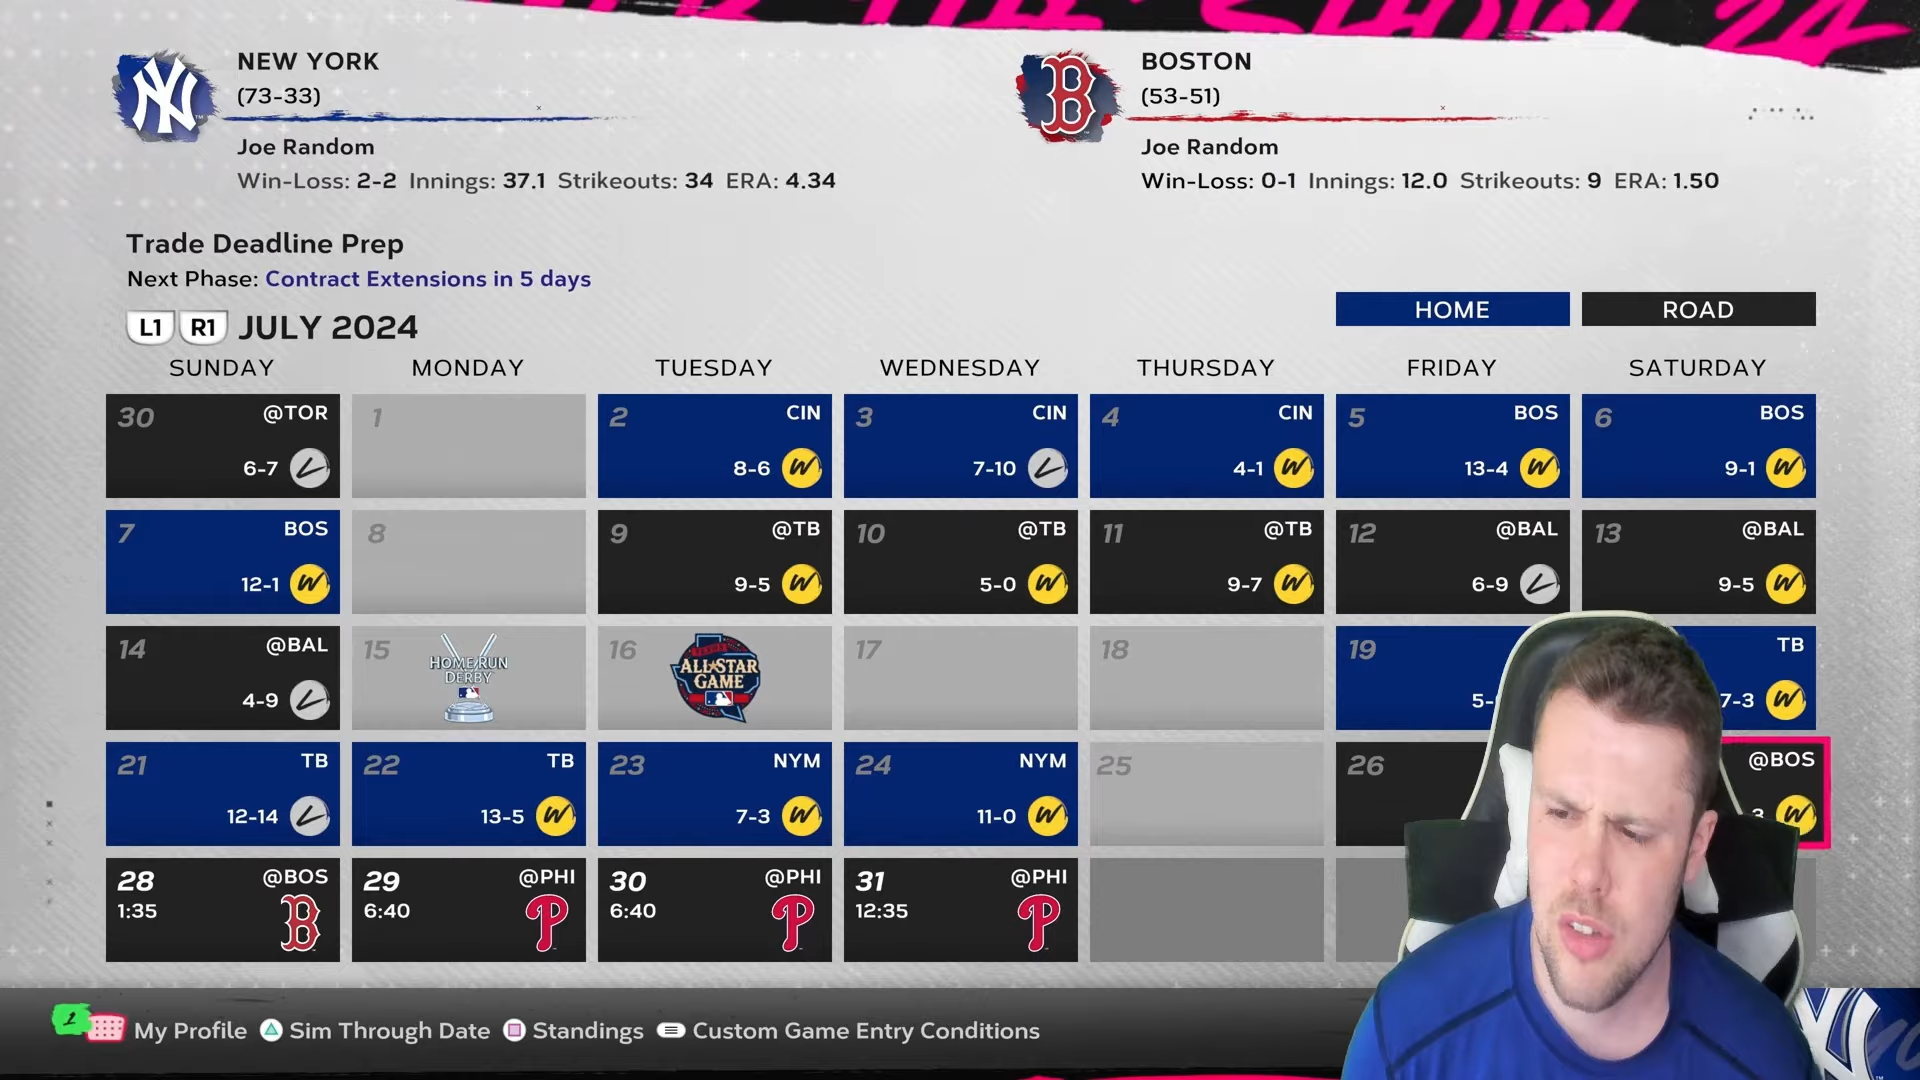 THE SHOW 24
NEW YORK
(73-33)
Joe Random
Win-Loss: 2-2 Innings: 37.1 Strikeouts: 34 ERA: 4.34
BOSTON
(53-51)
Joe Random
Win-Loss: 0-1 Innings: 12.0 Strikeouts: 9 ERA: 1.50
Trade Deadline Prep
Next Phase: Contract Extensions in 5 days
HOME ROAD
L1 R1 JULY 2024
SUNDAY MONDAY TUESDAY WEDNESDAY THURSDAY FRIDAY SATURDAY
30 @TOR 1 2 CIN 3 CIN 4 CIN 5 BOS 6 BOS
6-7 L 8-6 W 7-10 L 4-1 W 13-4 W 9-1 W
7 BOS 8 9 @TB 10 @TB 11 @TB 12 @BAL 13 @BAL
12-1 W 9-5 W 5-0 W 9-7 W 6-9 L 9-5 W
14 @BAL 15 HOME RUN DERBY 16 ALL-STAR GAME 17 18 19 TB
4-9 L 5- 7-3 W
21 TB 22 TB 23 NYM 24 NYM 25 26 @BOS
12-14 L 13-5 W 7-3 W 11-0 W 3 W
28 @BOS 29 @PHI 30 @PHI 31 @PHI
1:35 B 6:40 P 6:40 P 12:35 P
My Profile Sim Through Date Standings Custom Game Entry Conditions